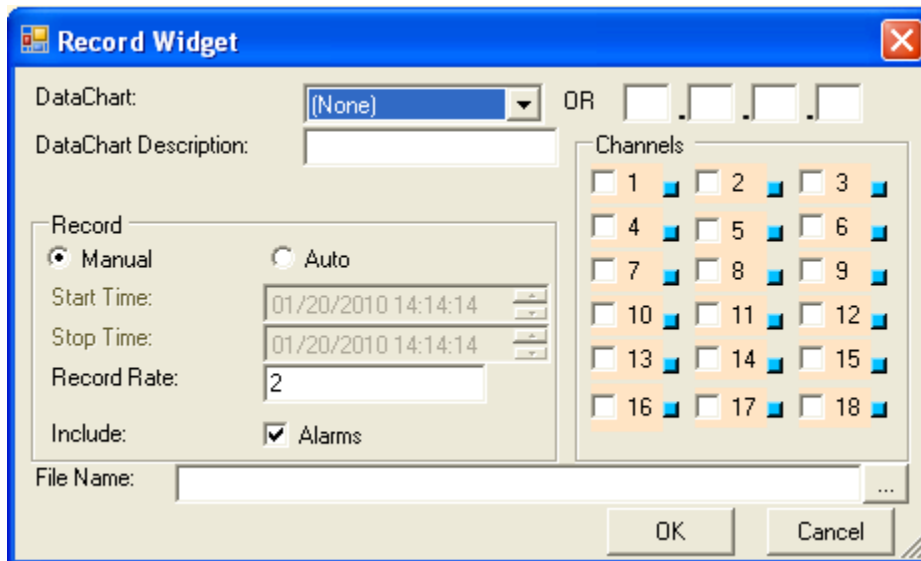 Record Widget
DataChart: (None) OR . . .
DataChart Description:
Channels
1 2 3
4 5 6
7 8 9
10 11 12
13 14 15
16 17 18
Record
Manual Auto
Start Time: 01/20/2010 14:14:14
Stop Time: 01/20/2010 14:14:14
Record Rate: 2
Include: Alarms
File Name: ...
OK Cancel